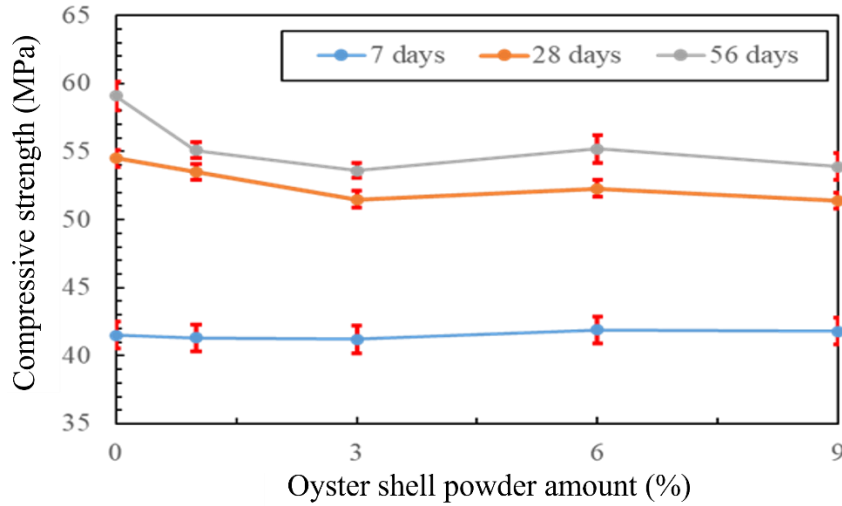 Compressive strength (MPa)
65
60
55
50
45
40
35
7 days 28 days 56 days
0 3 6 9
Oyster shell powder amount (%)